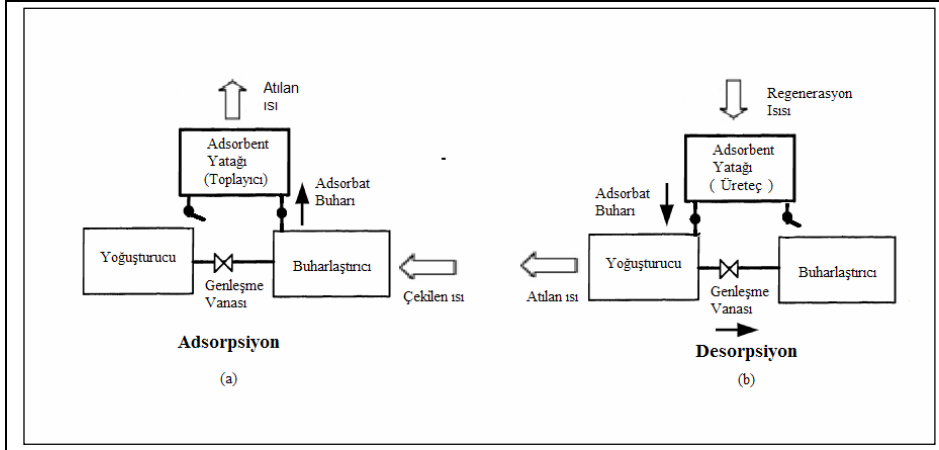 Atılan
ısı
Adsorbent
Yatağı
(Toplayıcı)
Adsorbat
Buharı
Yoğuşturucu
Buharlaştırıcı
Genleşme
Vanası
Çekilen ısı
Adsorpsiyon
(a)
Regenerasyon
Isısı
Adsorbent
Yatağı
( Üreteç )
Adsorbat
Buharı
Yoğuşturucu
Buharlaştırıcı
Atılan ısı
Genleşme
Vanası
Desorpsiyon
(b)